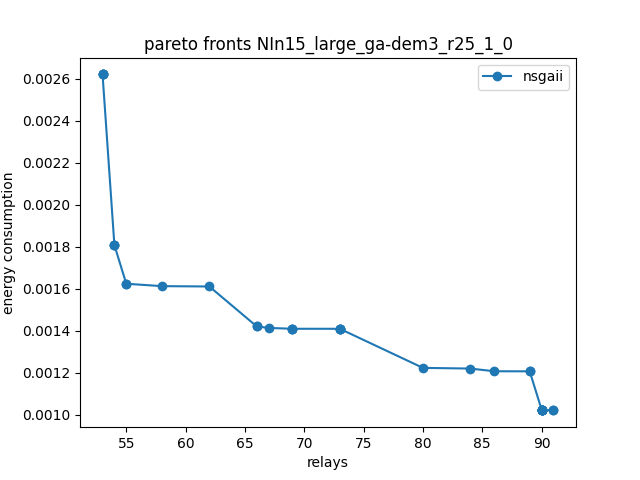 pareto fronts NIn15_large_ga-dem3_r25_1_0
nsgaii
0.0026
0.0024
0.0022
0.0020
0.0018
0.0016
0.0014
0.0012
0.0010
energy consumption
55 60 65 70 75 80 85 90
relays